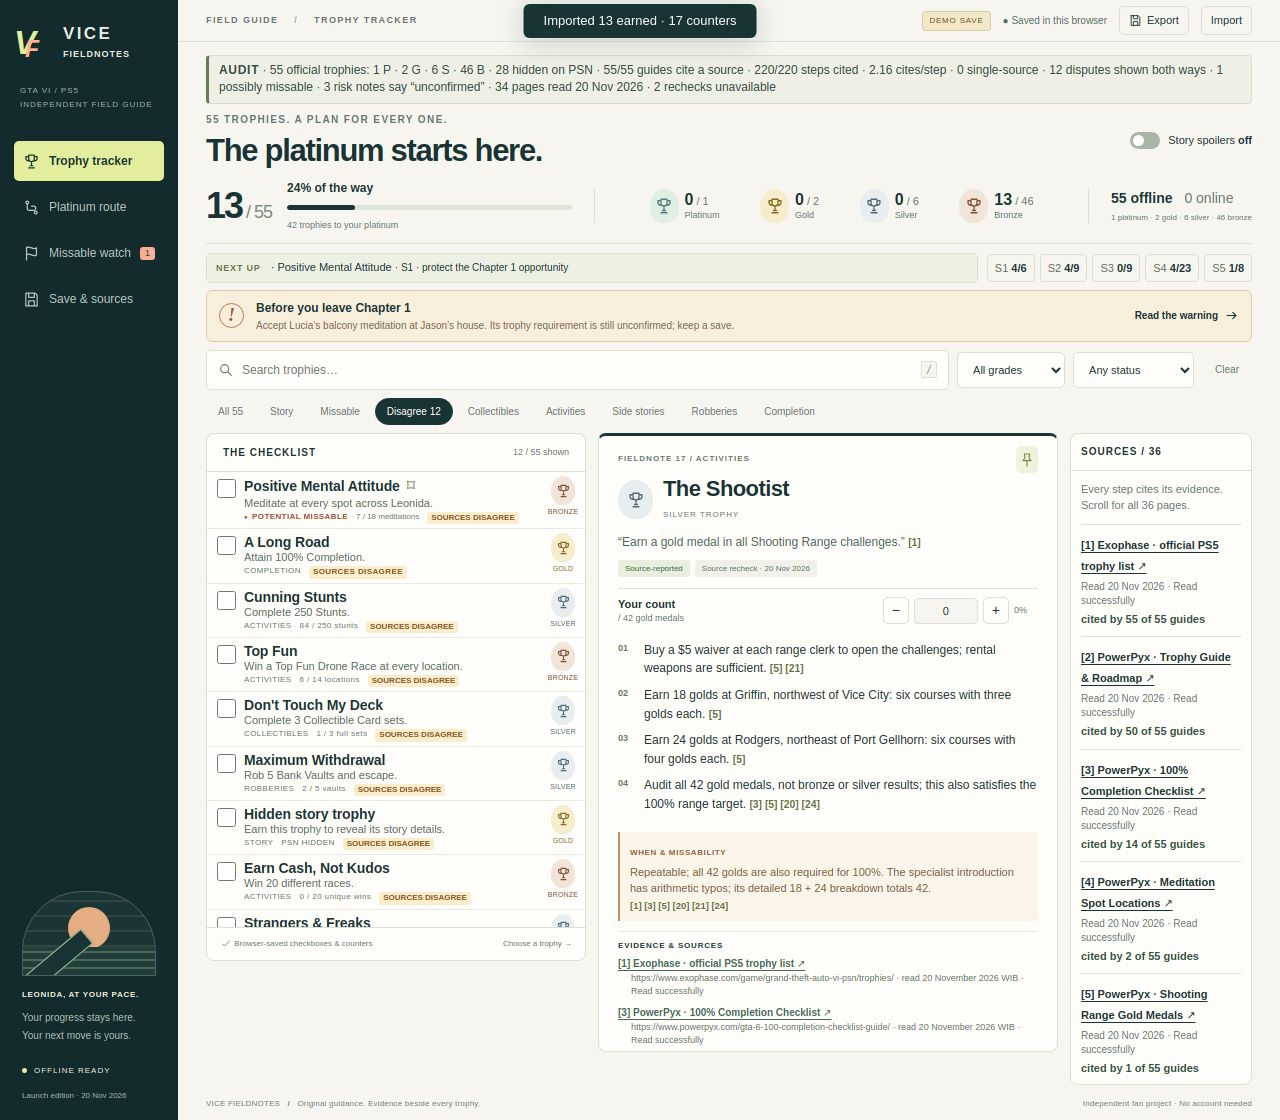 VICE
FIELDNOTES
GTA VI / PS5
INDEPENDENT FIELD GUIDE
Trophy tracker
Platinum route
Missable watch 1
Save & sources
LEONIDA, AT YOUR PACE.
Your progress stays here.
Your next move is yours.
OFFLINE READY
Launch edition · 20 Nov 2026
FIELD GUIDE / TROPHY TRACKER
Imported 13 earned · 17 counters
DEMO SAVE ● Saved in this browser Export Import
AUDIT · 55 official trophies: 1 P · 2 G · 6 S · 46 B · 28 hidden on PSN · 55/55 guides cite a source · 220/220 steps cited · 2.16 cites/step · 0 single-source · 12 disputes shown both ways · 1
possibly missable · 3 risk notes say “unconfirmed” · 34 pages read 20 Nov 2026 · 2 rechecks unavailable
55 TROPHIES. A PLAN FOR EVERY ONE.
The platinum starts here.
Story spoilers off
13 / 55
24% of the way
42 trophies to your platinum
0 / 1
Platinum
0 / 2
Gold
0 / 6
Silver
13 / 46
Bronze
55 offline 0 online
1 platinum · 2 gold · 6 silver · 46 bronze
NEXT UP · Positive Mental Attitude · S1 · protect the Chapter 1 opportunity
S1 4/6 S2 4/9 S3 0/9 S4 4/23 S5 1/8
!
Before you leave Chapter 1
Accept Lucia’s balcony meditation at Jason’s house. Its trophy requirement is still unconfirmed; keep a save.
Read the warning →
Search trophies… /
All grades
Any status
Clear
All 55 Story Missable Disagree 12 Collectibles Activities Side stories Robberies Completion
THE CHECKLIST 12 / 55 shown
Positive Mental Attitude
Meditate at every spot across Leonida.
• POTENTIAL MISSABLE 7 / 18 meditations SOURCES DISAGREE
BRONZE
A Long Road
Attain 100% Completion.
COMPLETION SOURCES DISAGREE
GOLD
Cunning Stunts
Complete 250 Stunts.
ACTIVITIES 84 / 250 stunts SOURCES DISAGREE
SILVER
Top Fun
Win a Top Fun Drone Race at every location.
ACTIVITIES 6 / 14 locations SOURCES DISAGREE
BRONZE
Don't Touch My Deck
Complete 3 Collectible Card sets.
COLLECTIBLES 1 / 3 full sets SOURCES DISAGREE
SILVER
Maximum Withdrawal
Rob 5 Bank Vaults and escape.
ROBBERIES 2 / 5 vaults SOURCES DISAGREE
SILVER
Hidden story trophy
Earn this trophy to reveal its story details.
STORY PSN HIDDEN SOURCES DISAGREE
GOLD
Earn Cash, Not Kudos
Win 20 different races.
ACTIVITIES 0 / 20 unique wins SOURCES DISAGREE
BRONZE
Strangers & Freaks
Browser-saved checkboxes & counters
Choose a trophy →
FIELDNOTE 17 / ACTIVITIES
The Shootist
SILVER TROPHY
“Earn a gold medal in all Shooting Range challenges.” [1]
Source-reported Source recheck · 20 Nov 2026
Your count
/ 42 gold medals
− 0 + 0%
01 Buy a $5 waiver at each range clerk to open the challenges; rental
weapons are sufficient. [5] [21]
02 Earn 18 golds at Griffin, northwest of Vice City: six courses with three
golds each. [5]
03 Earn 24 golds at Rodgers, northeast of Port Gellhorn: six courses with
four golds each. [5]
04 Audit all 42 gold medals, not bronze or silver results; this also satisfies the
100% range target. [3] [5] [20] [24]
WHEN & MISSABILITY
Repeatable; all 42 golds are also required for 100%. The specialist introduction
has arithmetic typos; its detailed 18 + 24 breakdown totals 42.
[1] [3] [5] [20] [21] [24]
EVIDENCE & SOURCES
[1] Exophase · official PS5 trophy list ↗
https://www.exophase.com/game/grand-theft-auto-vi-psn/trophies/ · read 20 November 2026 WIB ·
Read successfully
[3] PowerPyx · 100% Completion Checklist ↗
https://www.powerpyx.com/gta-6-100-completion-checklist-guide/ · read 20 November 2026 WIB ·
Read successfully
SOURCES / 36
Every step cites its evidence.
Scroll for all 36 pages.
[1] Exophase · official PS5
trophy list ↗
Read 20 Nov 2026 · Read
successfully
cited by 55 of 55 guides
[2] PowerPyx · Trophy Guide
& Roadmap ↗
Read 20 Nov 2026 · Read
successfully
cited by 50 of 55 guides
[3] PowerPyx · 100%
Completion Checklist ↗
Read 20 Nov 2026 · Read
successfully
cited by 14 of 55 guides
[4] PowerPyx · Meditation
Spot Locations ↗
Read 20 Nov 2026 · Read
successfully
cited by 2 of 55 guides
[5] PowerPyx · Shooting
Range Gold Medals ↗
Read 20 Nov 2026 · Read
successfully
cited by 1 of 55 guides
VICE FIELDNOTES / Original guidance. Evidence beside every trophy.
Independent fan project · No account needed